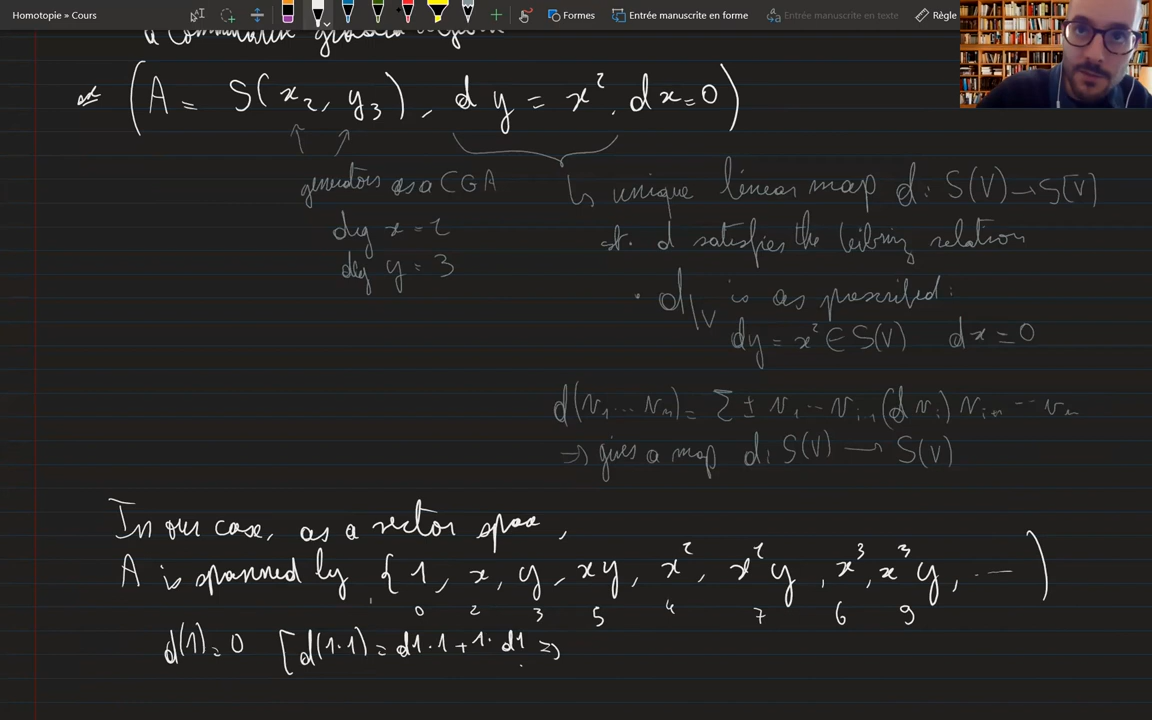 Homotopie » Cours
Formes
Entrée manuscrite en forme
Entrée manuscrite en texte
Règle
a commutative graded
ex (A = S(x₂, y₃), dy = x², dx = 0)
generators as a CGA
deg x = 2
deg y = 3
↳ unique linear map d: S(V) → S(V)
st. d satisfies the Leibniz relation
· d|V is as prescribed:
dy = x² ∈ S(V) dx = 0
d(v₁ ... vₙ) = Σ ± v₁ ... vᵢ₋₁ (d vᵢ) vᵢ₊₁ ... vₙ
⇒ gives a map d: S(V) → S(V)
In our case, as a vector space,
A is spanned by { 1, x, y, xy, x², x²y, x³, x³y, ... )
0 2 3 5 4 7 6 9
d(1) = 0 [d(1·1) = d1·1 + 1·d1 ⇒